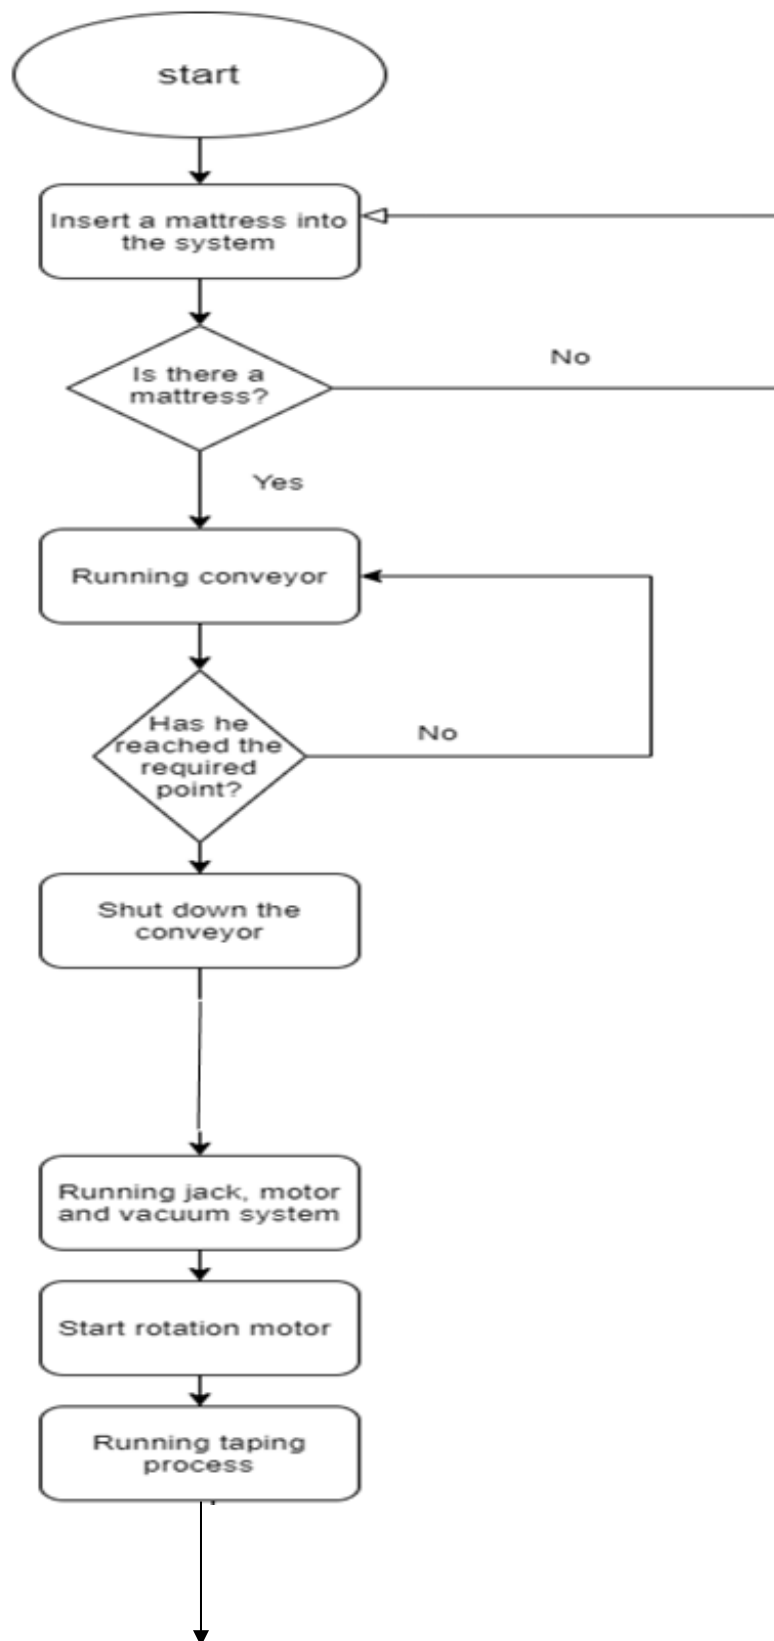 start
Insert a mattress into
the system
Is there a
mattress?
No
Yes
Running conveyor
Has he
reached the
required
point?
No
Shut down the
conveyor
Running jack, motor
and vacuum system
Start rotation motor
Running taping
process